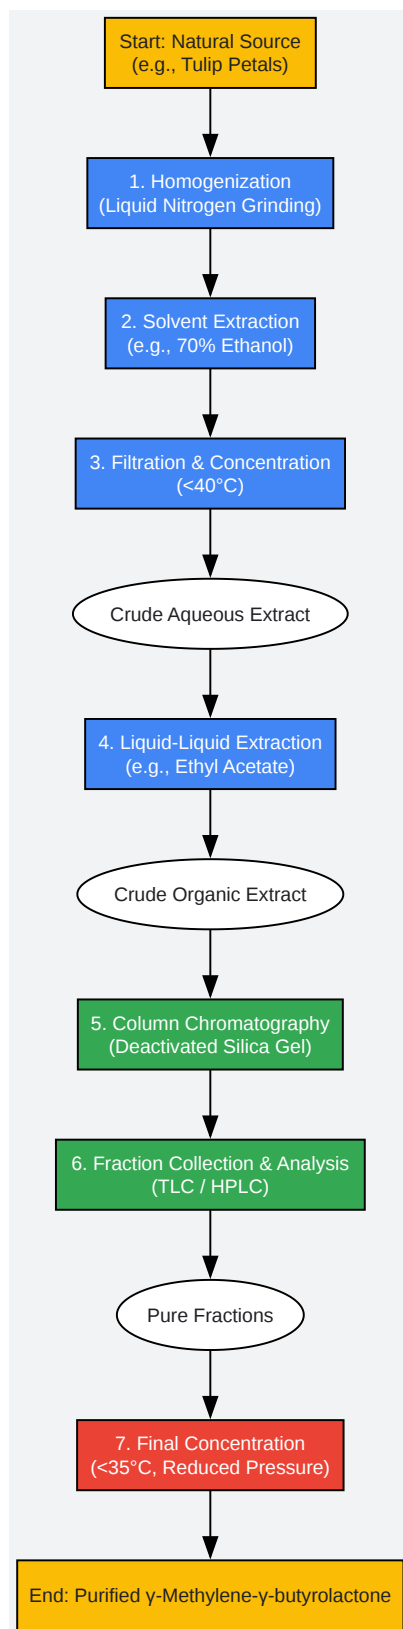 Start: Natural Source
(e.g., Tulip Petals)
1. Homogenization
(Liquid Nitrogen Grinding)
2. Solvent Extraction
(e.g., 70% Ethanol)
3. Filtration & Concentration
(<40°C)
Crude Aqueous Extract
4. Liquid-Liquid Extraction
(e.g., Ethyl Acetate)
Crude Organic Extract
5. Column Chromatography
(Deactivated Silica Gel)
6. Fraction Collection & Analysis
(TLC / HPLC)
Pure Fractions
7. Final Concentration
(<35°C, Reduced Pressure)
End: Purified γ-Methylene-γ-butyrolactone